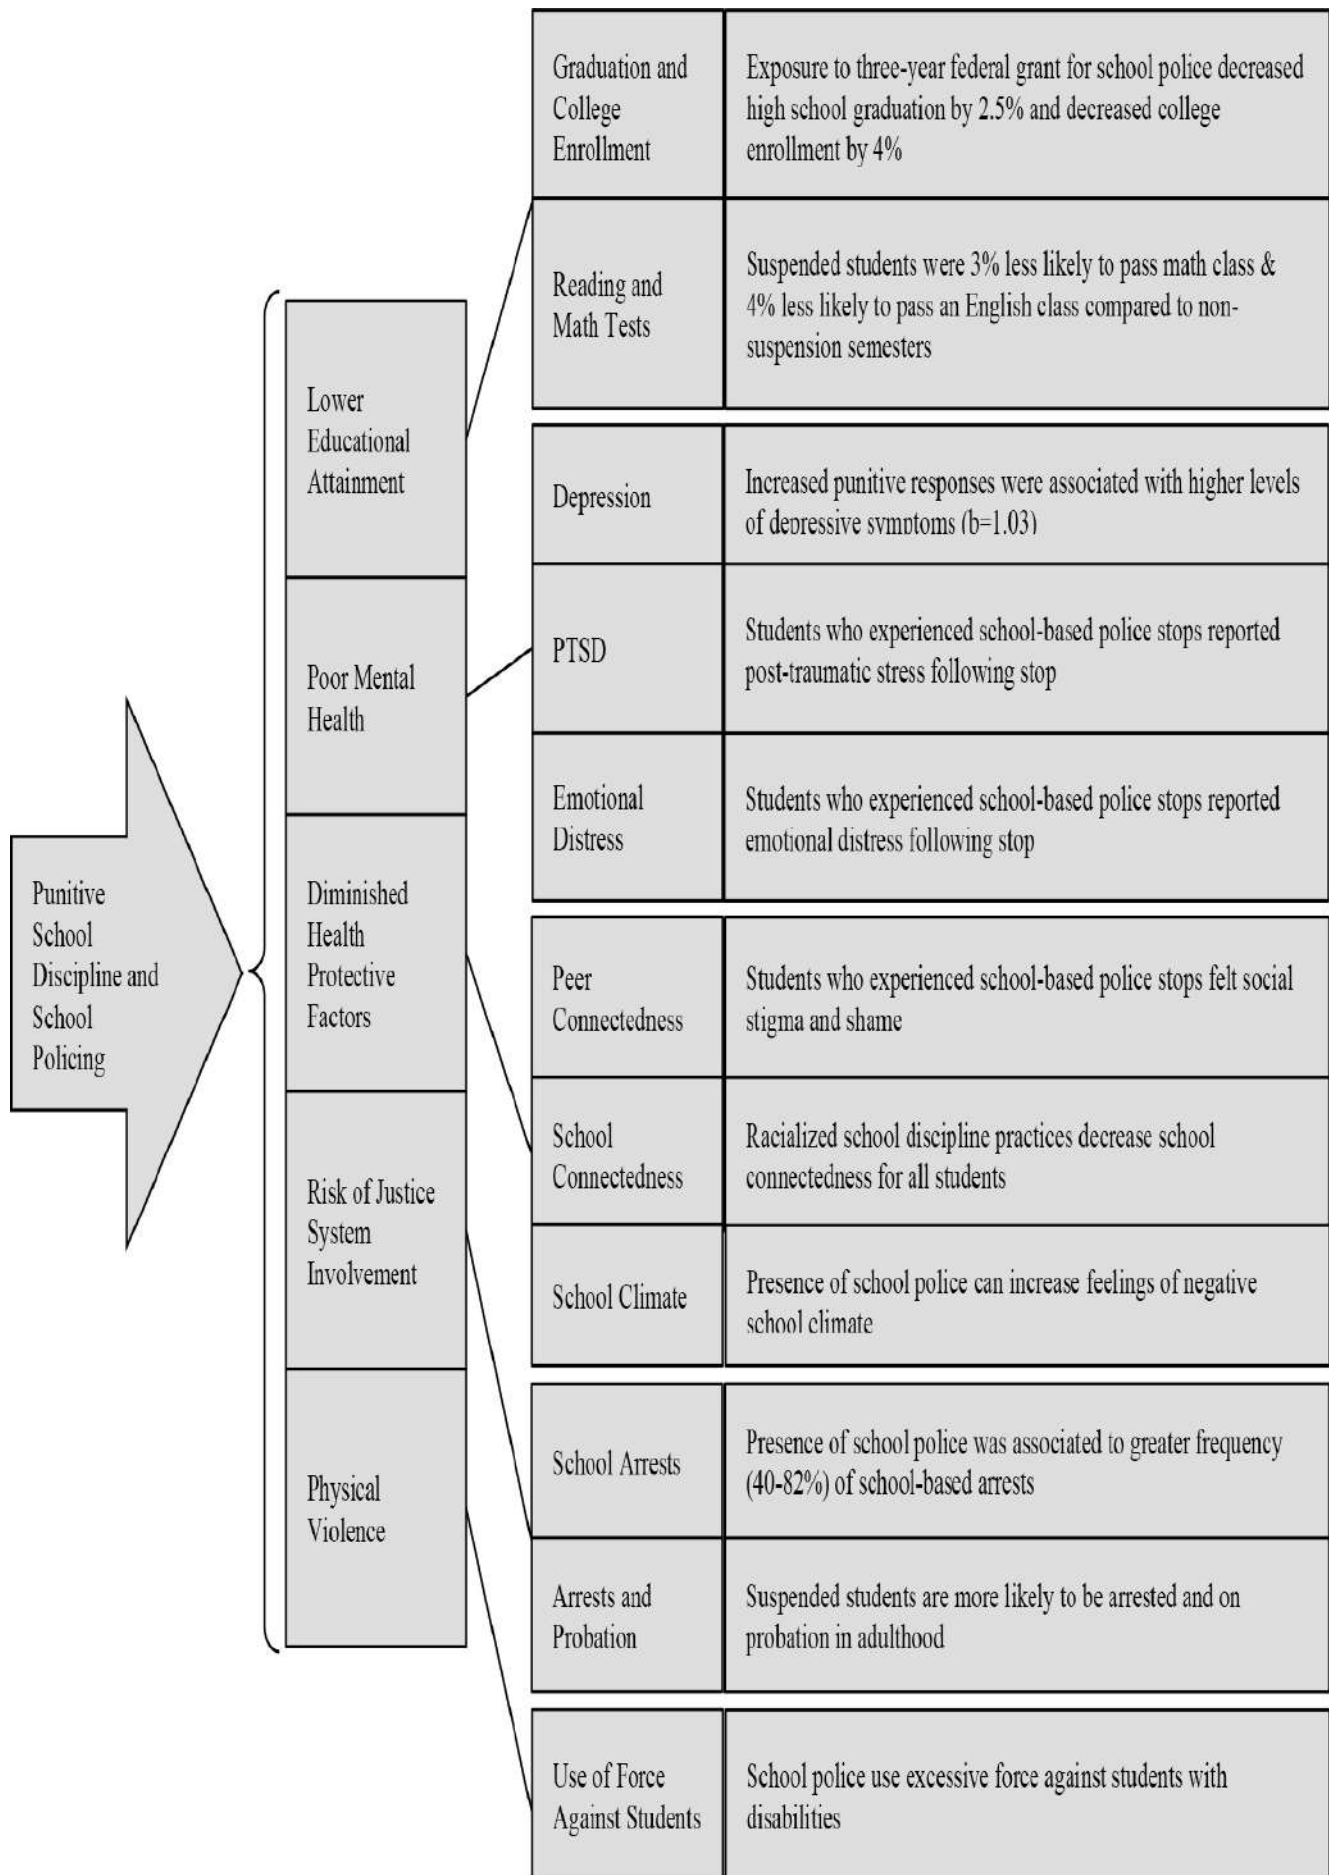 Punitive
School
Discipline and
School
Policing
Lower
Educational
Attainment
Poor Mental
Health
Diminished
Health
Protective
Factors
Risk of Justice
System
Involvement
Physical
Violence
Graduation and
College
Enrollment
Exposure to three-year federal grant for school police decreased
high school graduation by 2.5% and decreased college
enrollment by 4%
Reading and
Math Tests
Suspended students were 3% less likely to pass math class &
4% less likely to pass an English class compared to non-
suspension semesters
Depression
Increased punitive responses were associated with higher levels
of depressive symptoms (b=1.03)
PTSD
Students who experienced school-based police stops reported
post-traumatic stress following stop
Emotional
Distress
Students who experienced school-based police stops reported
emotional distress following stop
Peer
Connectedness
Students who experienced school-based police stops felt social
stigma and shame
School
Connectedness
Racialized school discipline practices decrease school
connectedness for all students
School Climate
Presence of school police can increase feelings of negative
school climate
School Arrests
Presence of school police was associated to greater frequency
(40-82%) of school-based arrests
Arrests and
Probation
Suspended students are more likely to be arrested and on
probation in adulthood
Use of Force
Against Students
School police use excessive force against students with
disabilities